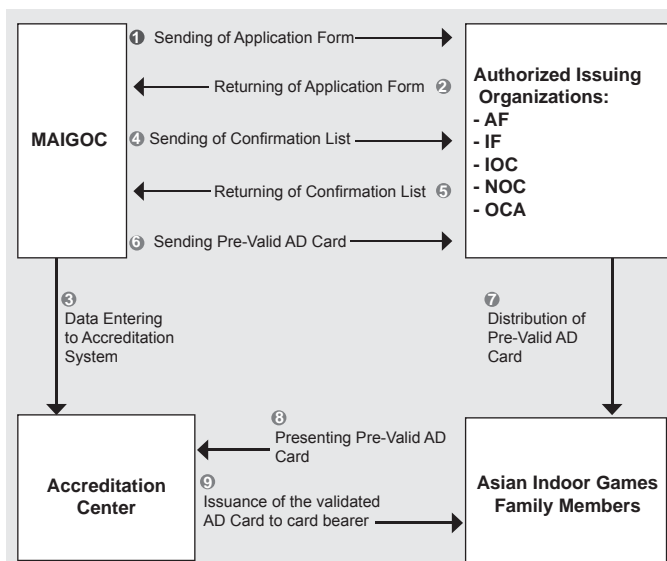 ❶ Sending of Application Form
Returning of Application Form ❷
MAIGOC
❹ Sending of Confirmation List
Returning of Confirmation List ❺
❻ Sending Pre-Valid AD Card
Authorized Issuing
Organizations:
- AF
- IF
- IOC
- NOC
- OCA
❸
Data Entering
to Accreditation
System
❼
Distribution of
Pre-Valid AD
Card
❽
Presenting Pre-Valid AD
Card
Accreditation
Center
❾
Issuance of the validated
AD Card to card bearer
Asian Indoor Games
Family Members